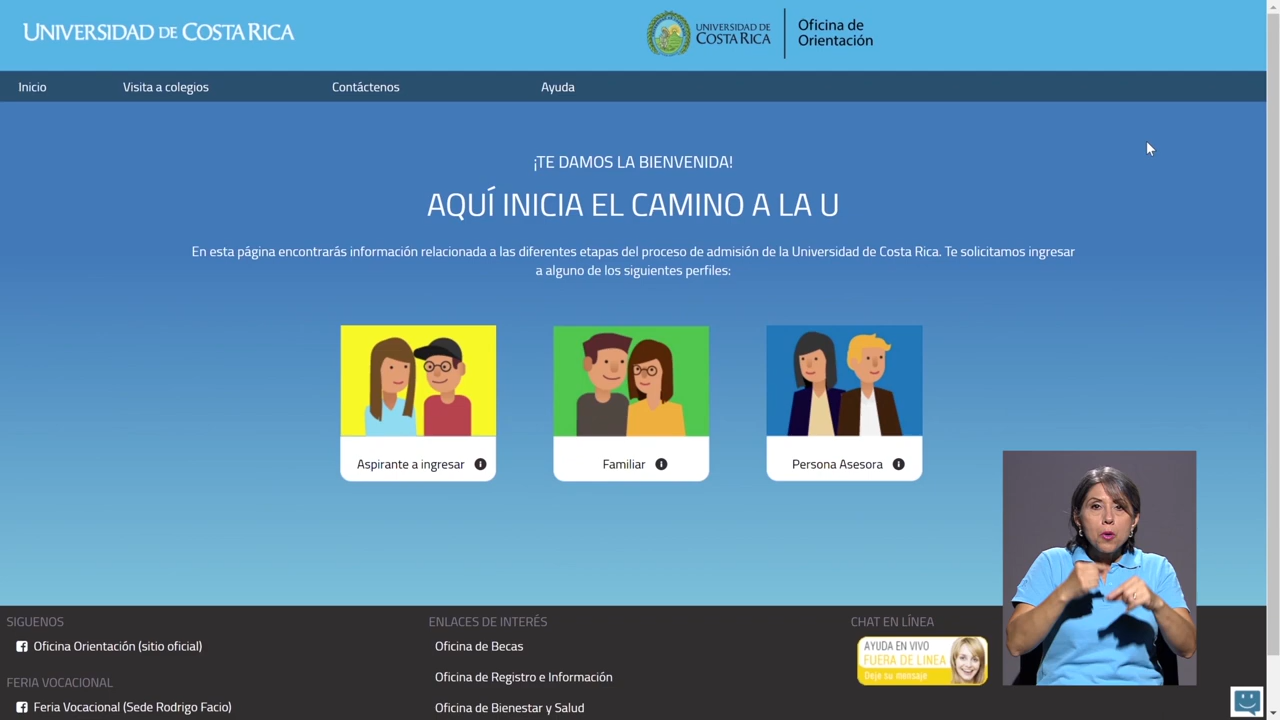 UNIVERSIDAD DE COSTA RICA
UNIVERSIDAD DE
COSTA RICA
Oficina de
Orientación
Inicio
Visita a colegios
Contáctenos
Ayuda
¡TE DAMOS LA BIENVENIDA!
AQUÍ INICIA EL CAMINO A LA U
En esta página encontrarás información relacionada a las diferentes etapas del proceso de admisión de la Universidad de Costa Rica. Te solicitamos ingresar
a alguno de los siguientes perfiles:
Aspirante a ingresar
Familiar
Persona Asesora
SIGUENOS
Oficina Orientación (sitio oficial)
FERIA VOCACIONAL
Feria Vocacional (Sede Rodrigo Facio)
ENLACES DE INTERÉS
Oficina de Becas
Oficina de Registro e Información
Oficina de Bienestar y Salud
CHAT EN LÍNEA
AYUDA EN VIVO
FUERA DE LINEA
Deje su mensaje